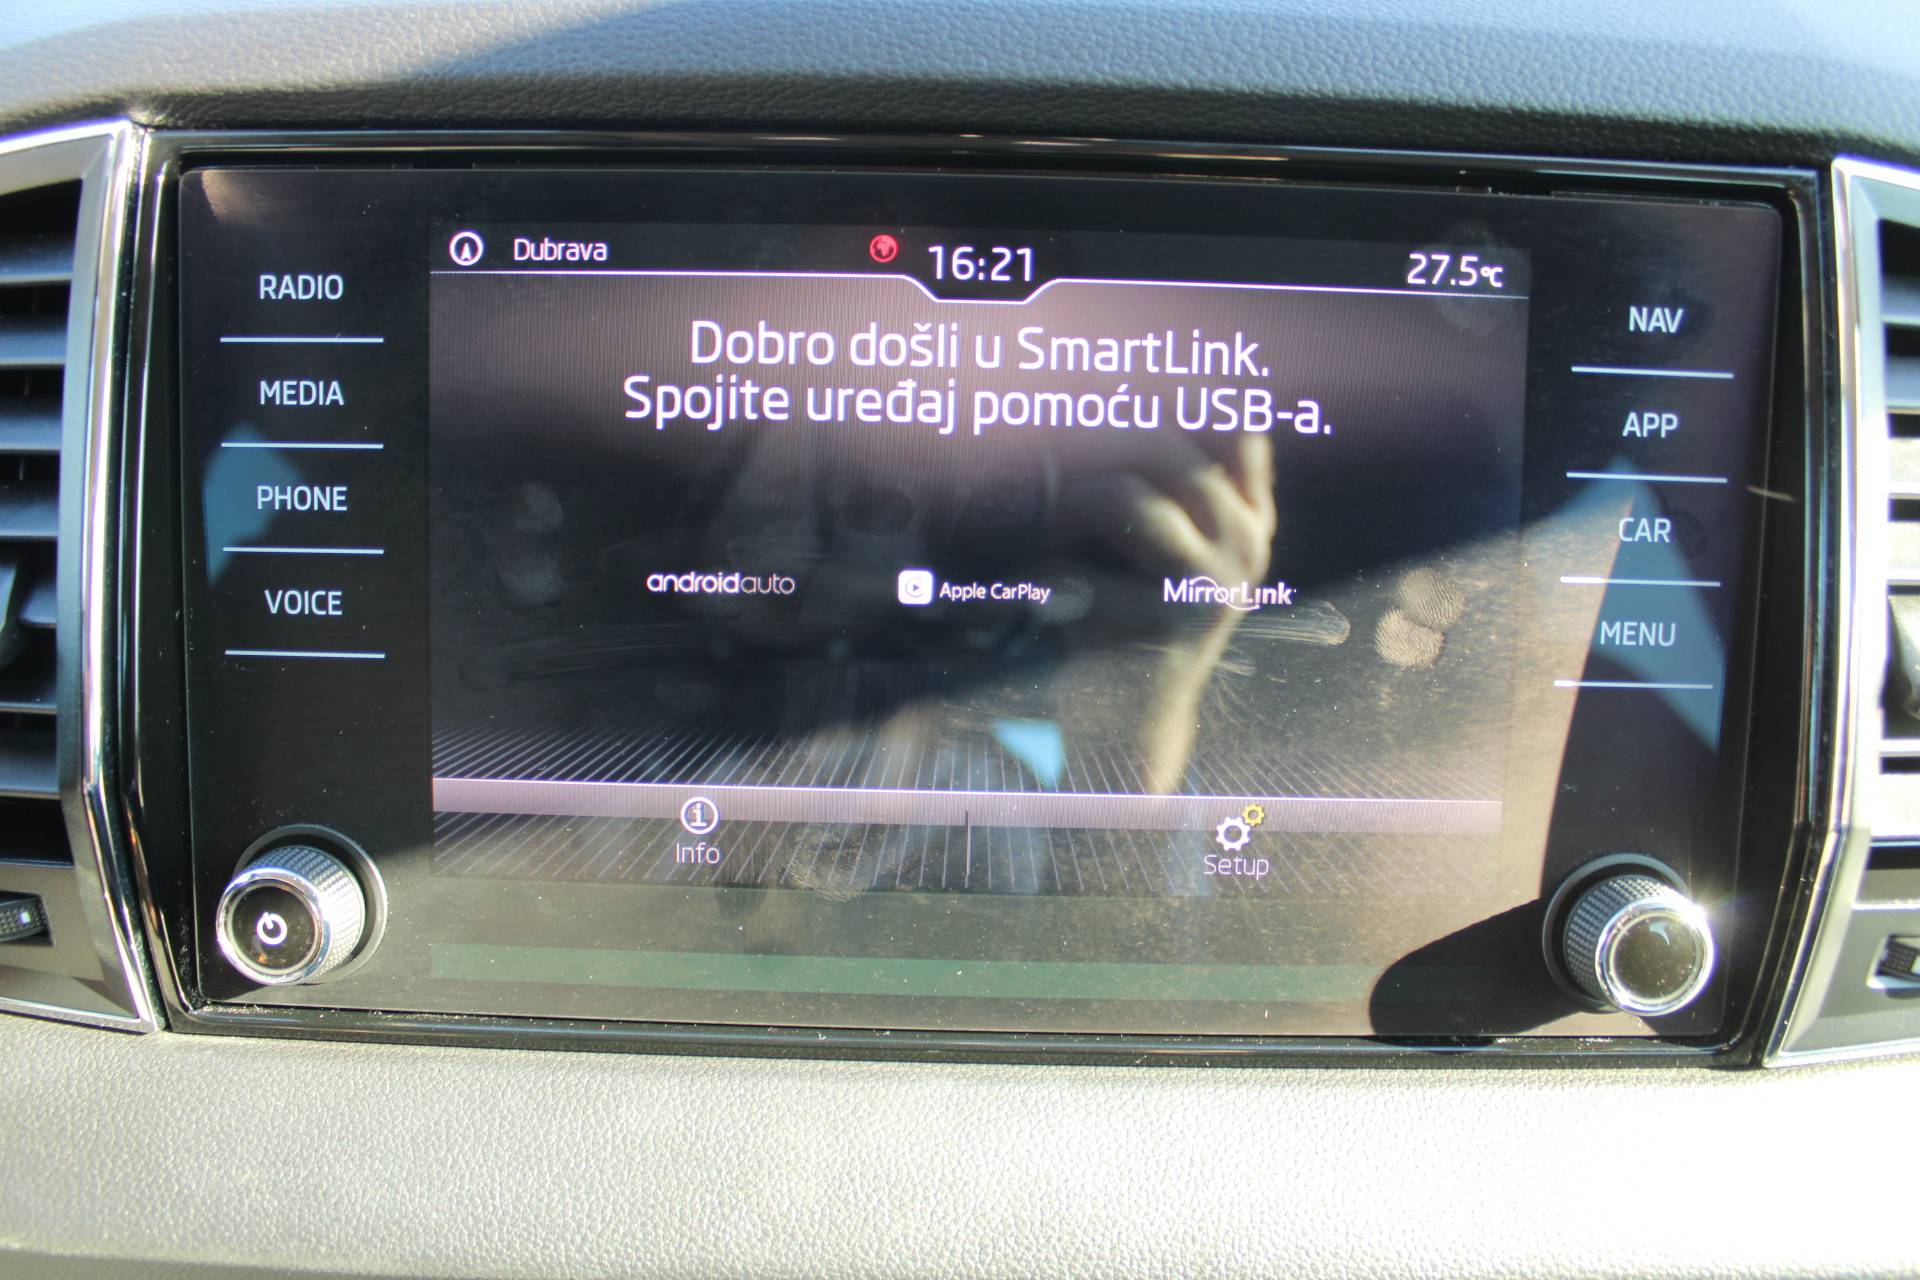 Dubrava
16:21
27.5°C
RADIO
MEDIA
PHONE
VOICE
Dobro došli u SmartLink.
Spojite uređaj pomoću USB-a.
androidauto
Apple CarPlay
MirrorLink
Info
Setup
NAV
APP
CAR
MENU